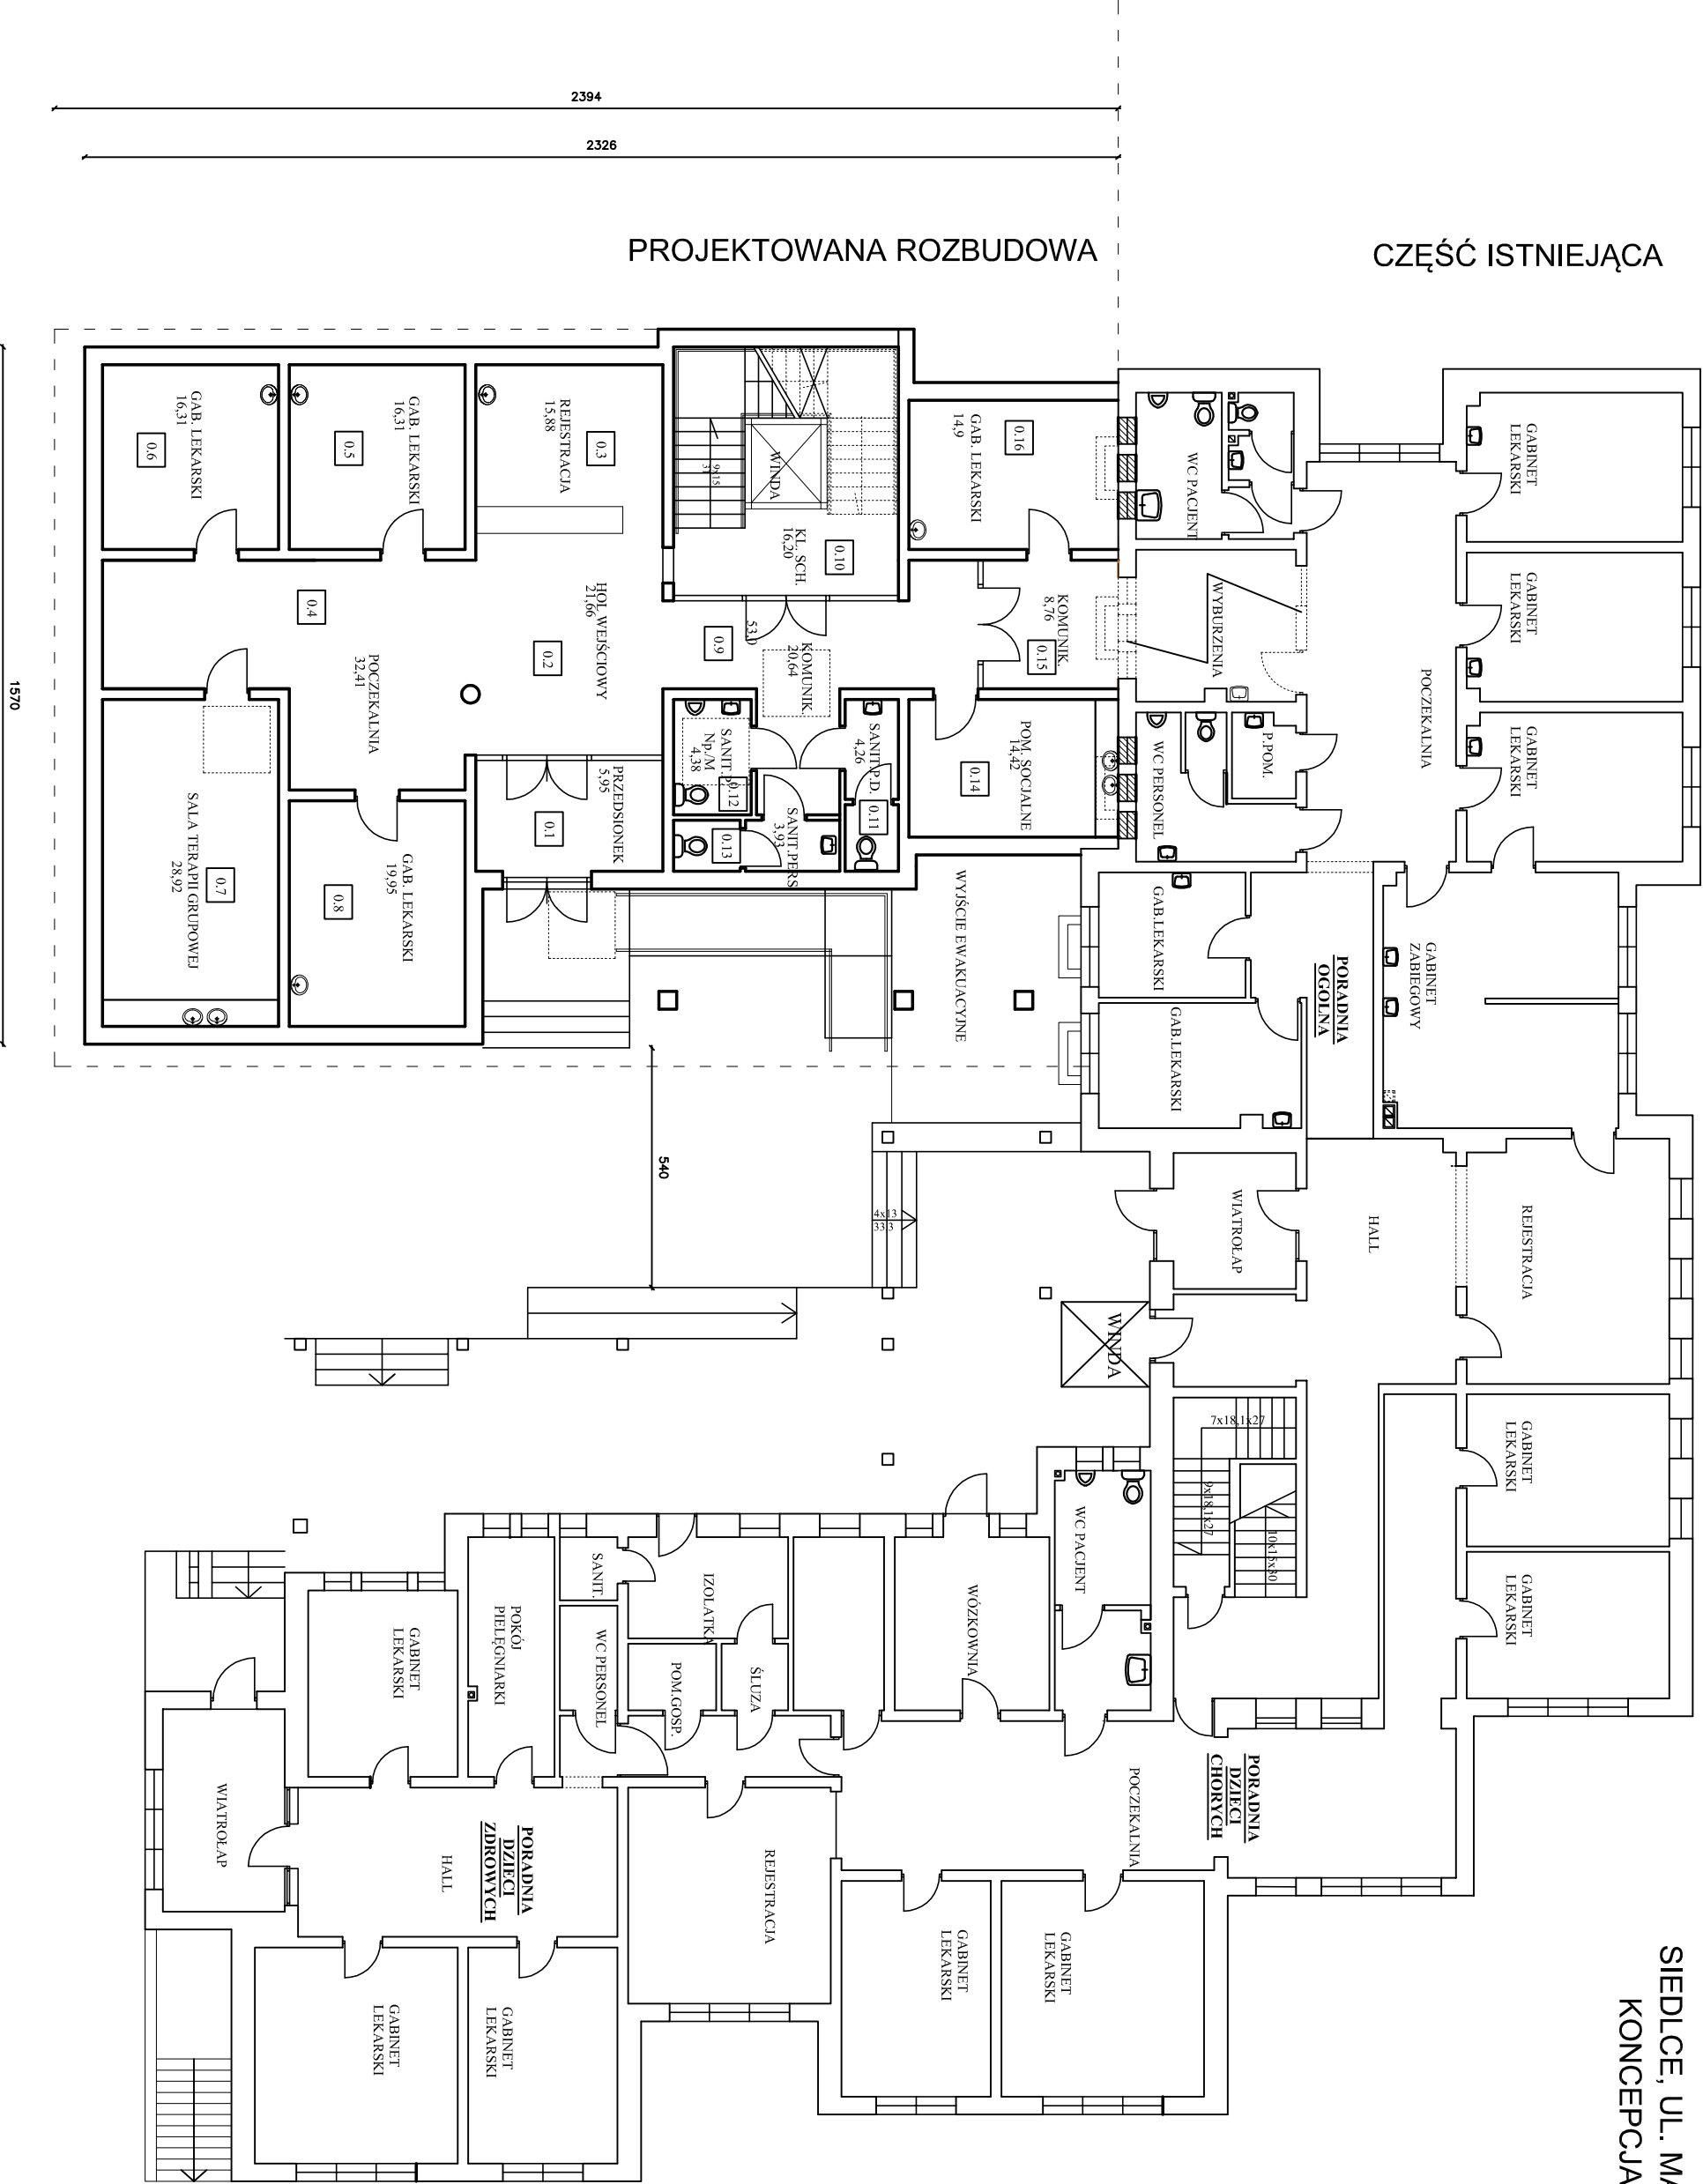 2394
2326
PROJEKTOWANA ROZBUDOWA
CZĘŚĆ ISTNIEJĄCA
1570
540
GAB. LEKARSKI
16,31
0.6
GAB. LEKARSKI
16,31
0.5
REJESTRACJA
15,88
0.3
9x15
WINDA
KL. SCH.
16,20
0.10
GAB. LEKARSKI
14,9
0.16
WC PACJENT
GABINET
LEKARSKI
GABINET
LEKARSKI
GABINET
LEKARSKI
0.4
POCZEKALNIA
32,41
HOL WEJŚCIOWY
21,66
0.2
0.9
KOMUNIK.
20,64
KOMUNIK.
8,76
0.15
WYBURZENIA
POCZEKALNIA
SALA TERAPII GRUPOWEJ
28,92
0.7
GAB. LEKARSKI
19,95
0.8
PRZEDSIONEK
5,95
0.1
SANIT.
Np./M
4,38
0.12
SANIT.P.D.
4,26
0.11
SANIT.PERS
3,93
0.13
POM. SOCJALNE
14,42
0.14
WC PERSONEL
P.POM.
WYJŚCIE EWAKUACYJNE
GAB.LEKARSKI
GAB.LEKARSKI
PORADNIA
OGOLNA
GABINET
ZABIEGOWY
4x13
33,3
WIATROŁAP
HALL
REJESTRACJA
WINDA
7x18,1x27
9x18,1x27
10x15x30
GABINET
LEKARSKI
GABINET
LEKARSKI
WC PACJENT
WÓZKOWNIA
SANIT.
IZOLATKA
POKÓJ
PIELĘGNIARKI
WC PERSONEL
POM.GOSP.
ŚLUZA
GABINET
LEKARSKI
WIATROŁAP
HALL
PORADNIA
DZIECI
ZDROWYCH
REJESTRACJA
POCZEKALNIA
PORADNIA
DZIECI
CHORYCH
GABINET
LEKARSKI
GABINET
LEKARSKI
GABINET
LEKARSKI
GABINET
LEKARSKI
SIEDLCE, UL.
KONCEPCJA